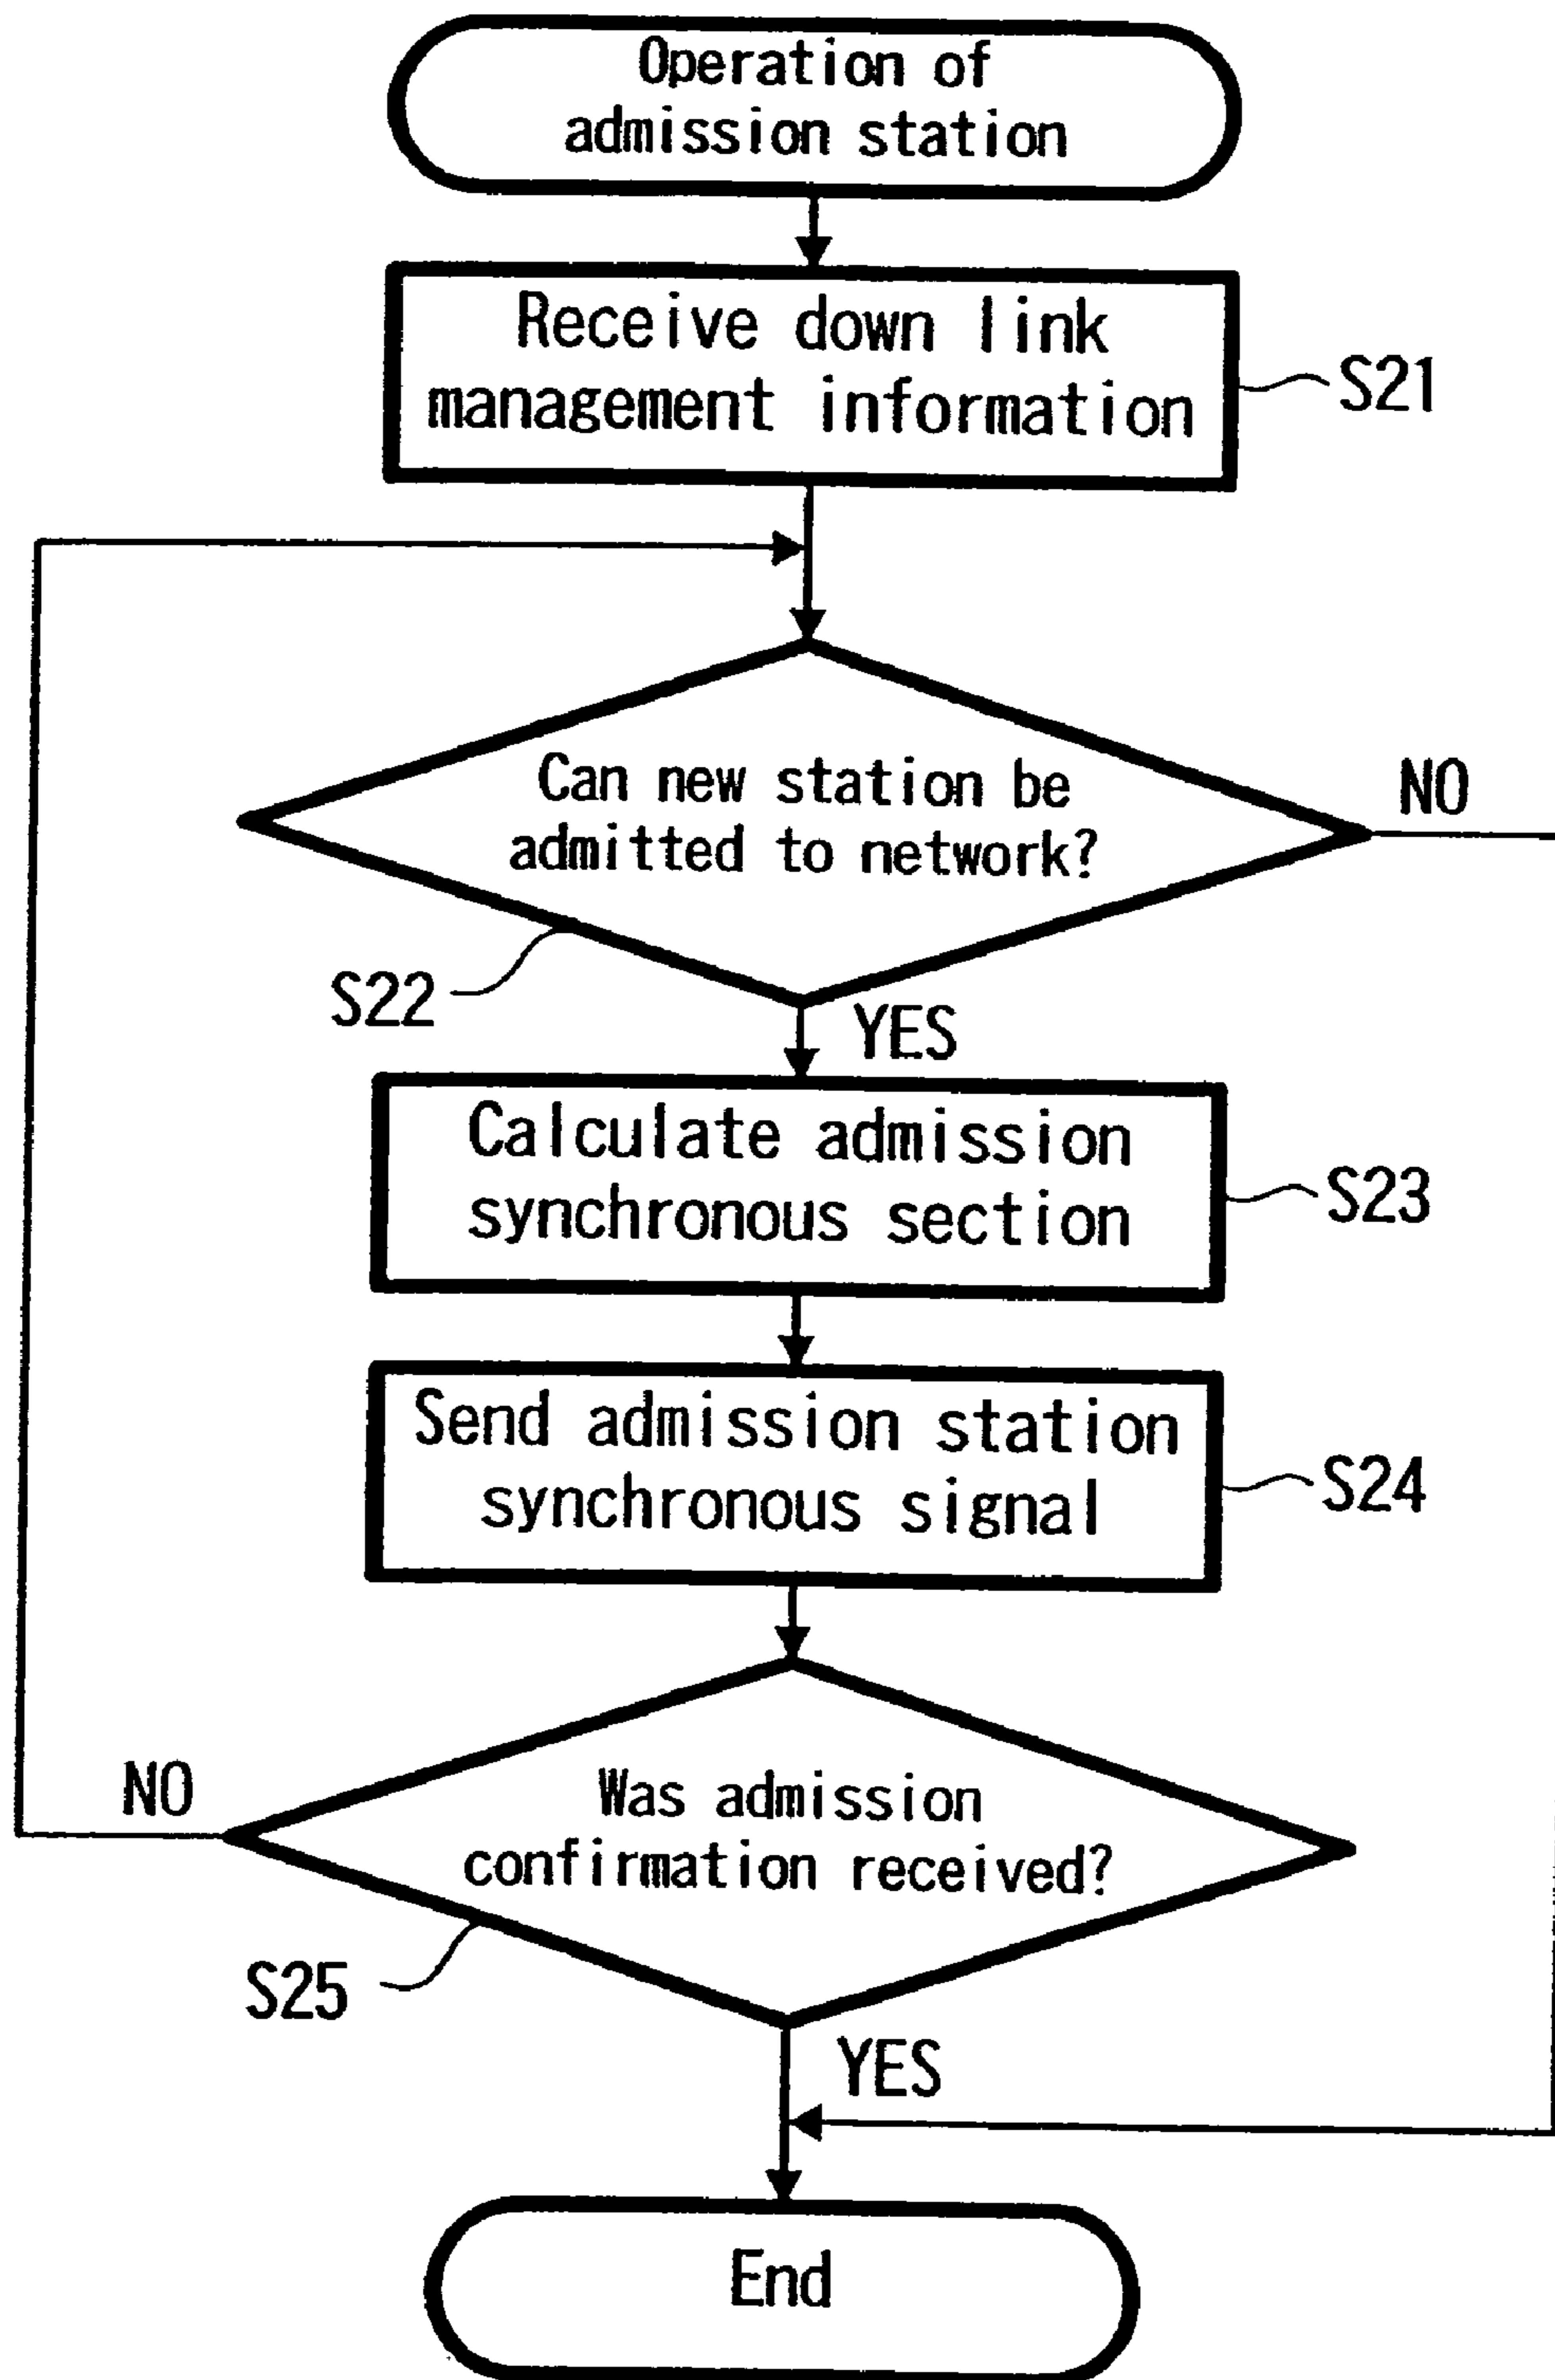 Operation of
admission station
Receive down link
management information
S21
Can new station be
admitted to network?
NO
S22
YES
Calculate admission
synchronous section
S23
Send admission station
synchronous signal
S24
NO
Was admission
confirmation received?
S25
YES
End